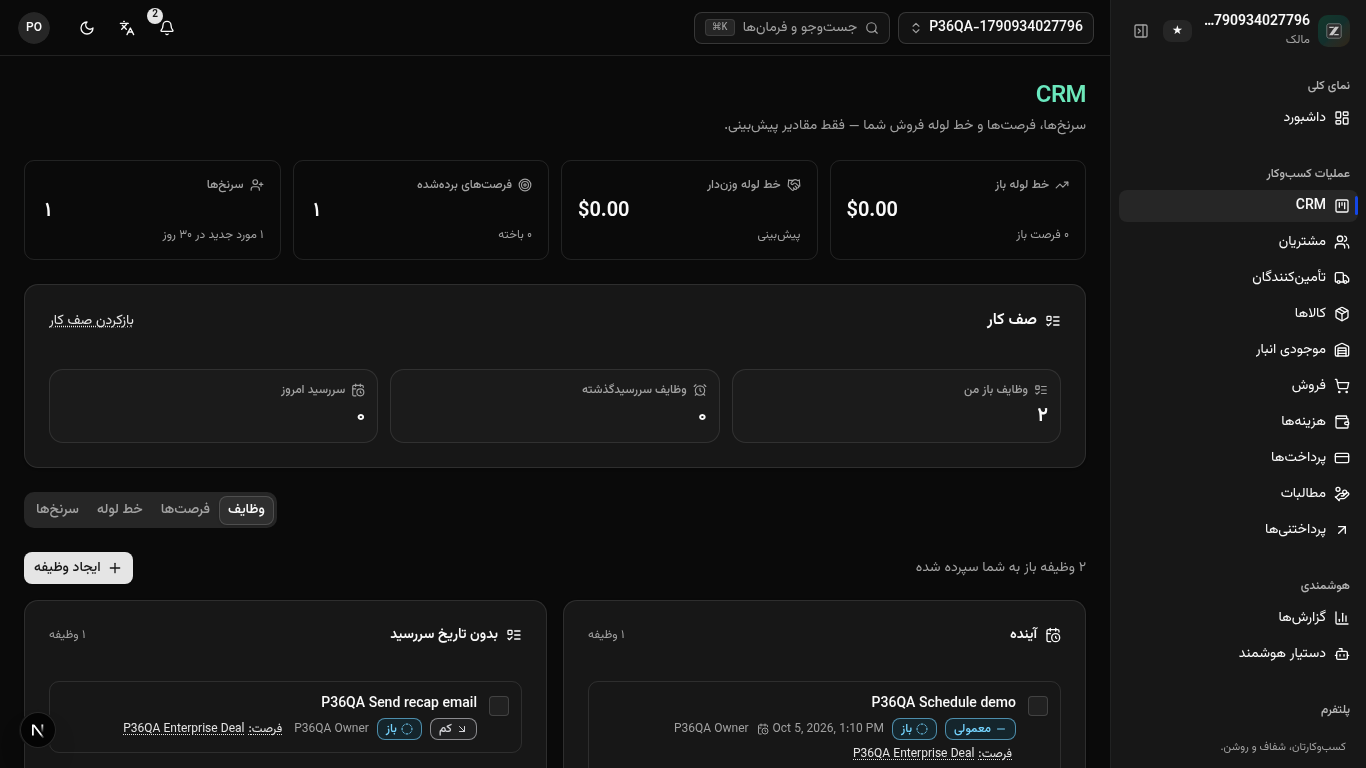 …790934027796
مالک
★
P36QA-1790934027796
جست‌وجو و فرمان‌ها ⌘K
2
PO
نمای کلی
داشبورد
عملیات کسب‌وکار
CRM
مشتریان
تأمین‌کنندگان
کالاها
موجودی انبار
فروش
هزینه‌ها
پرداخت‌ها
مطالبات
پرداختنی‌ها
هوشمندی
گزارش‌ها
دستیار هوشمند
پلتفرم
کسب‌وکارتان، شفاف و روشن.
CRM
سرنخ‌ها، فرصت‌ها و خط لوله فروش شما — فقط مقادیر پیش‌بینی.
خط لوله باز
$0.00
۰ فرصت باز
خط لوله وزن‌دار
$0.00
پیش‌بینی
فرصت‌های برده‌شده
۱
۰ باخته
سرنخ‌ها
۱
۱ مورد جدید در ۳۰ روز
صف کار
بازکردن صف کار
وظایف باز من
۲
وظایف سررسیدگذشته
۰
سررسید امروز
۰
وظایف فرصت‌ها خط لوله سرنخ‌ها
۲ وظیفه باز به شما سپرده شده
ایجاد وظیفه
آینده
۱ وظیفه
P36QA Schedule demo
معمولی باز Oct 5, 2026, 1:10 PM P36QA Owner
فرصت: P36QA Enterprise Deal
بدون تاریخ سررسید
۱ وظیفه
P36QA Send recap email
کم باز P36QA Owner فرصت: P36QA Enterprise Deal
N